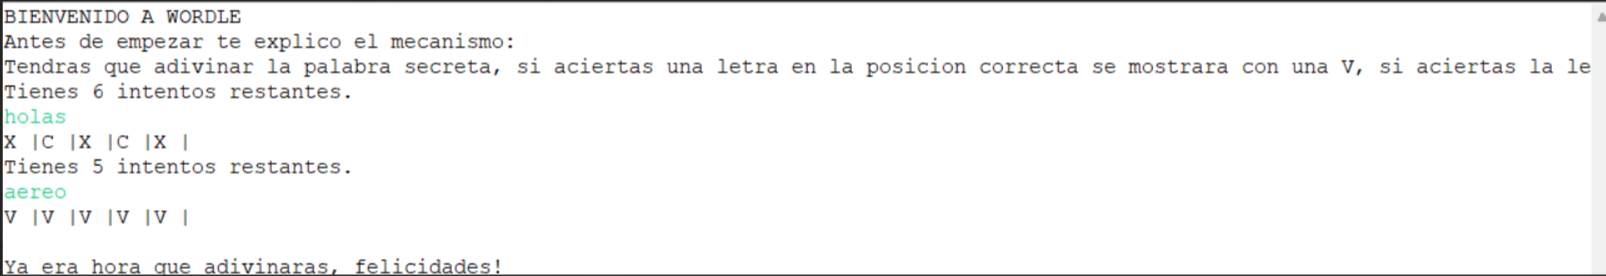 BIENVENIDO A WORDLE
Antes de empezar te explico el mecanismo:
Tendras que adivinar la palabra secreta, si aciertas una letra en la posicion correcta se mostrara con una V, si aciertas la le
Tienes 6 intentos restantes.
holas
X |C |X |C |X |
Tienes 5 intentos restantes.
aereo
V |V |V |V |V |
Ya era hora que adivinaras, felicidades!